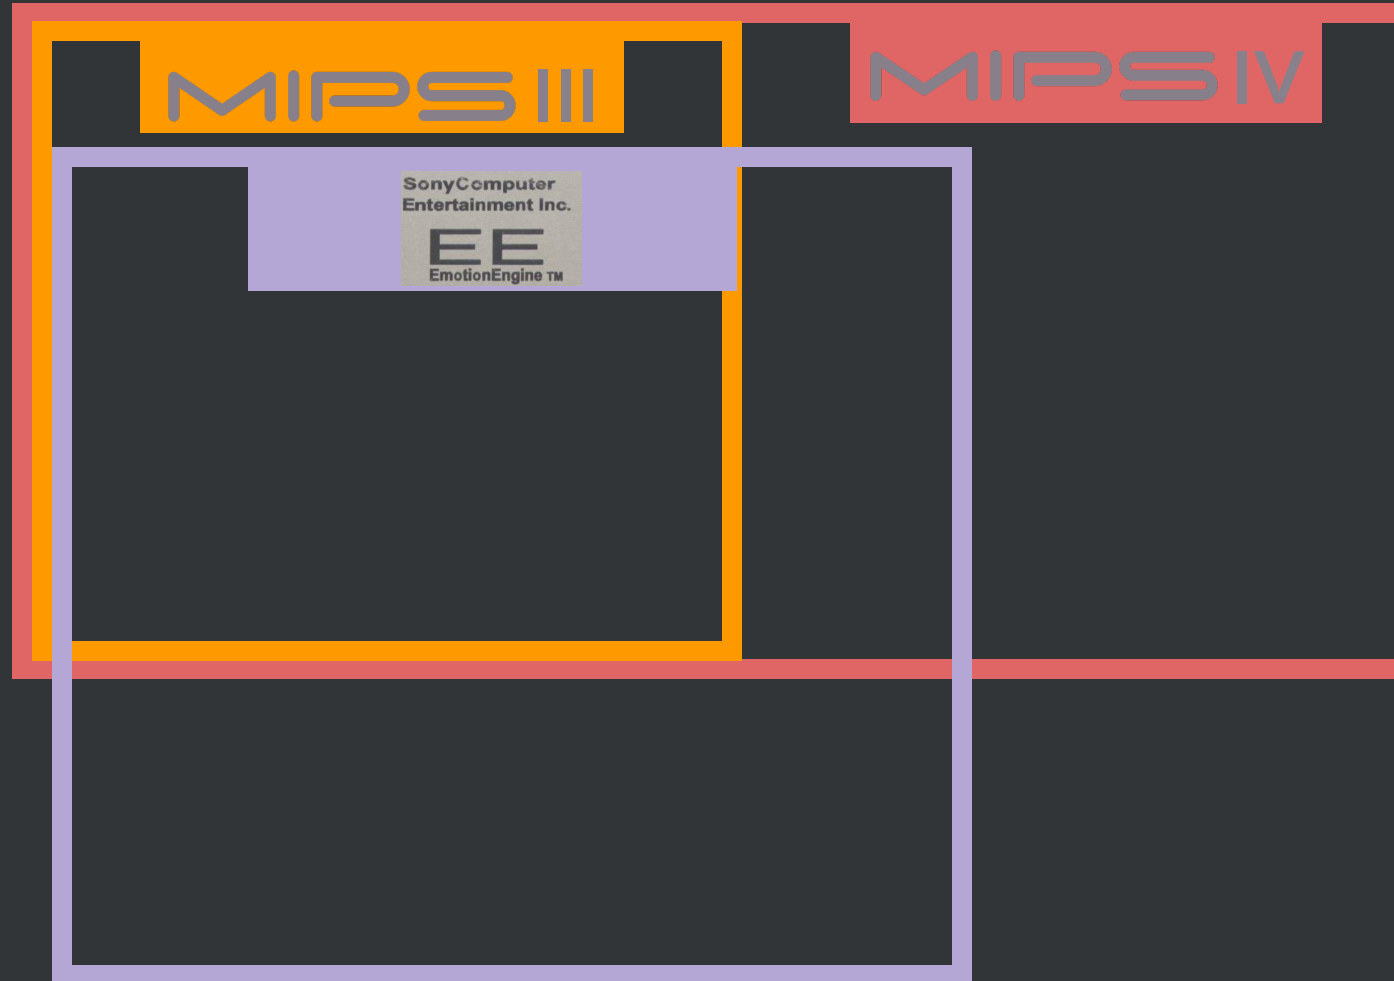 MIPS III
MIPS IV
SonyComputer
Entertainment Inc.
EE
EmotionEngine TM